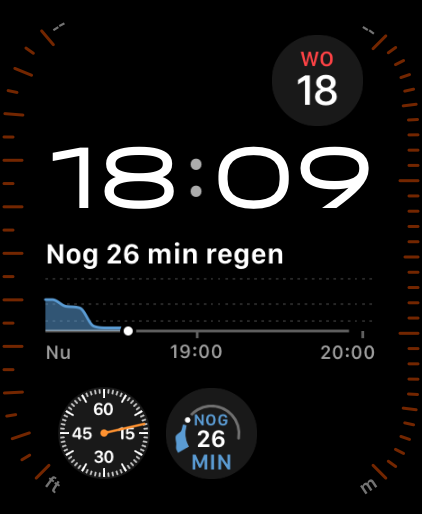 -- --
WO
18
18:09
Nog 26 min regen
Nu 19:00 20:00
60
45 15
30
NOG
26
MIN
ft m